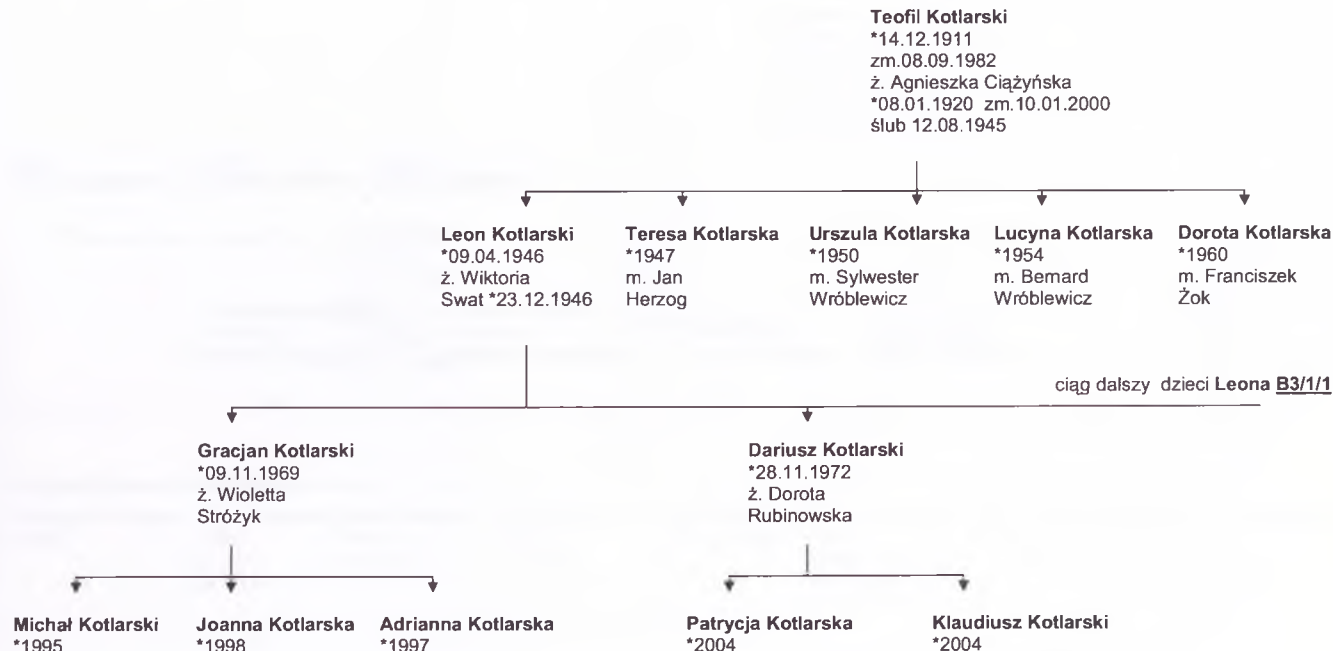 Teofil Kotlarski
*14.12.1911
zm.08.09.1982
ż. Agnieszka Ciążyńska
*08.01.1920 zm.10.01.2000
ślub 12.08.1945
Leon Kotlarski
*09.04.1946
ż. Wiktoria
Swat *23.12.1946
Teresa Kotlarska
*1947
m. Jan
Herzog
Urszula Kotlarska
*1950
m. Sylwester
Wróblewicz
Lucyna Kotlarska
*1954
m. Bernard
Wróblewicz
Dorota Kotlarska
*1960
m. Franciszek
Żok
ciąg dalszy dzieci Leona B3/1/1
Gracjan Kotlarski
*09.11.1969
ż. Wioletta
Stróżyk
Dariusz Kotlarski
*28.11.1972
ż. Dorota
Rubinowska
Michał Kotlarski
*1995
Joanna Kotlarska
*1998
Adrianna Kotlarska
*1997
Patrycja Kotlarska
*2004
Klaudiusz Kotlarski
*2004